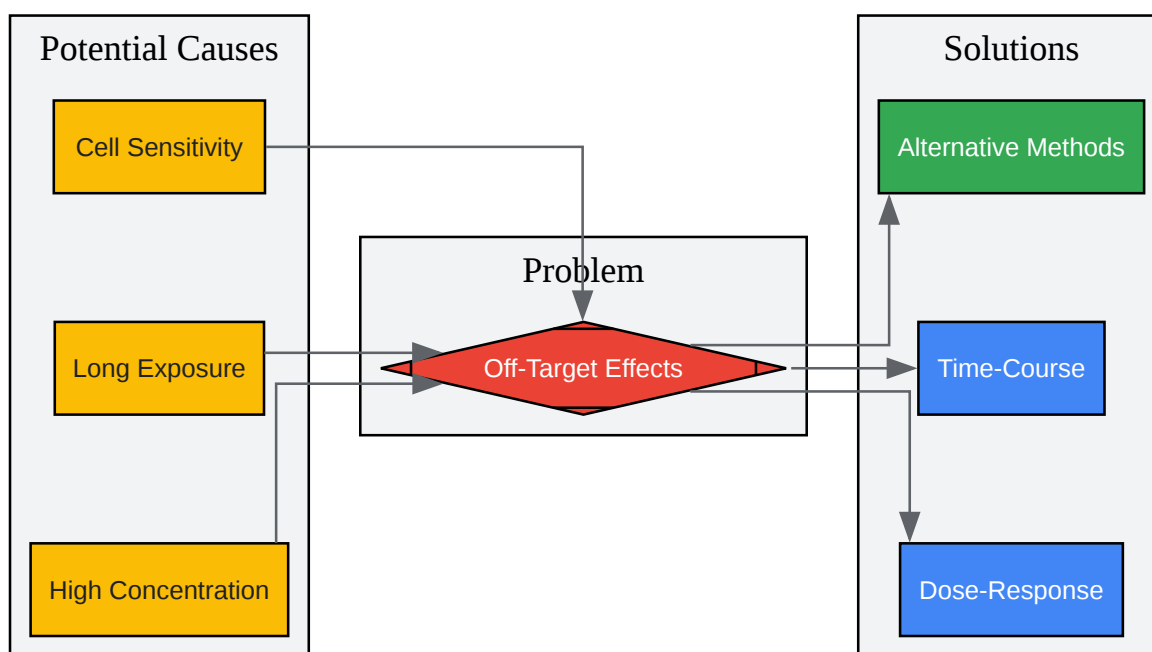 Potential Causes
Cell Sensitivity
Long Exposure
High Concentration
Problem
Off-Target Effects
Solutions
Alternative Methods
Time-Course
Dose-Response